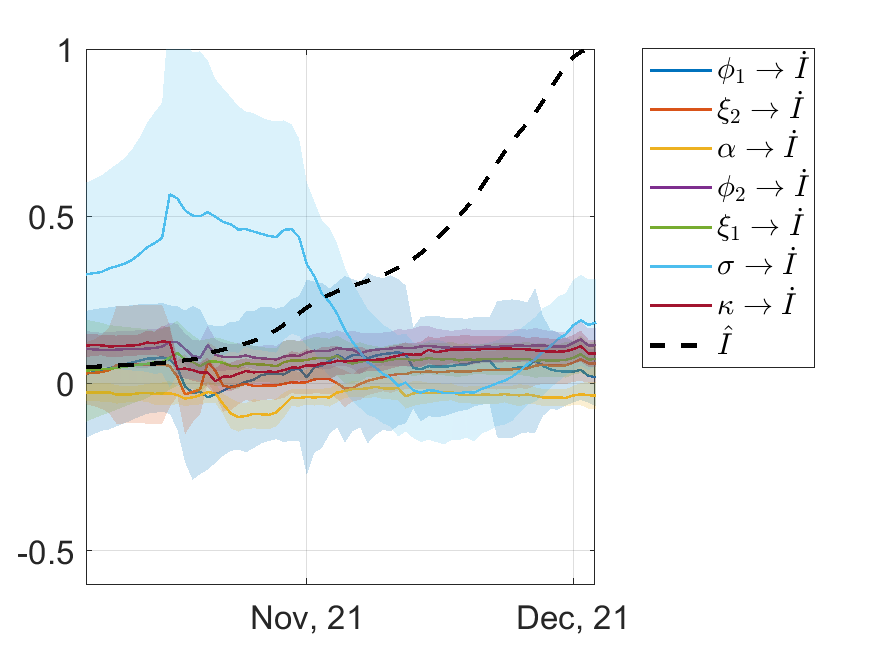 1
0.5
0
-0.5
Nov, 21
Dec, 21
ϕ₁ → İ
ξ₂ → İ
α → İ
ϕ₂ → İ
ξ₁ → İ
σ → İ
κ → İ
Î